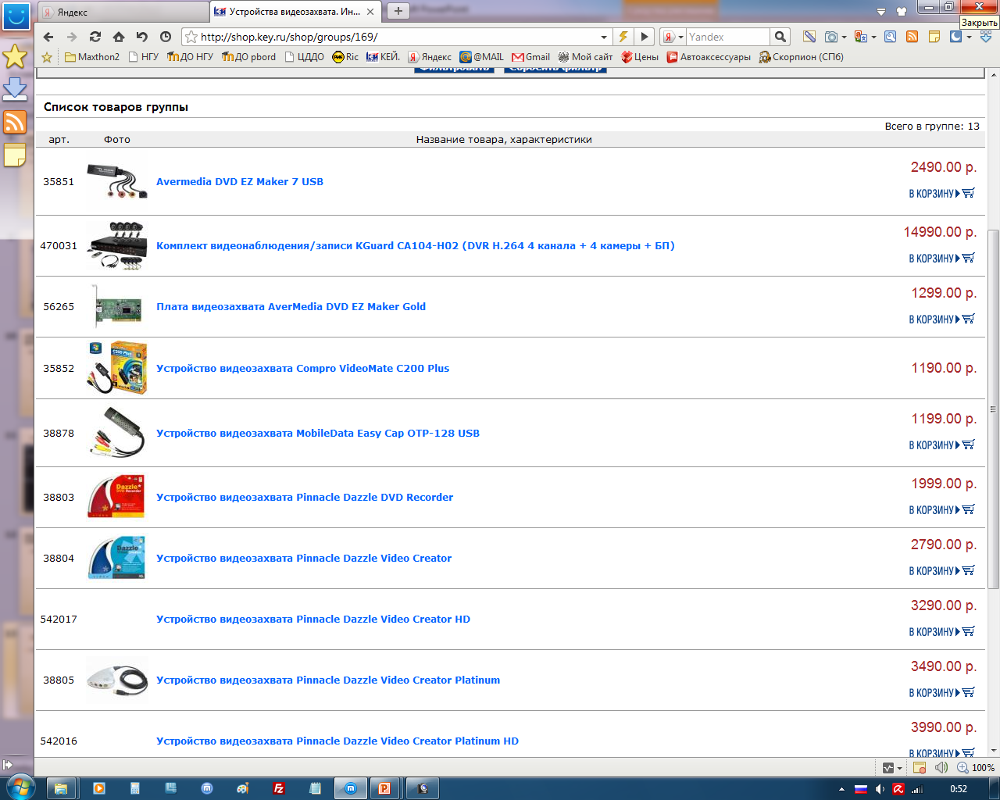 Яндекс
Устройства видеозахвата. Ин...
Закрыть
http://shop.key.ru/shop/groups/169/
Yandex
Maxthon2
НГУ
ДО НГУ
ДО pbord
ЦДДО
Ric
КЕЙ.
Яндекс
@MAIL
Gmail
Мой сайт
Цены
Автоаксессуары
Скорпион (СПб)
Фильтровать
Сбросить фильтр
Список товаров группы
Всего в группе: 13
арт. Фото Название товара, характеристики
35851 Avermedia DVD EZ Maker 7 USB 2490.00 р.
В КОРЗИНУ
470031 Комплект видеонаблюдения/записи KGuard CA104-H02 (DVR H.264 4 канала + 4 камеры + БП) 14990.00 р.
В КОРЗИНУ
56265 Плата видеозахвата AverMedia DVD EZ Maker Gold 1299.00 р.
В КОРЗИНУ
35852 Устройство видеозахвата Compro VideoMate C200 Plus 1190.00 р.
38878 Устройство видеозахвата MobileData Easy Cap OTP-128 USB 1199.00 р.
В КОРЗИНУ
38803 Устройство видеозахвата Pinnacle Dazzle DVD Recorder 1999.00 р.
В КОРЗИНУ
38804 Устройство видеозахвата Pinnacle Dazzle Video Creator 2790.00 р.
В КОРЗИНУ
542017 Устройство видеозахвата Pinnacle Dazzle Video Creator HD 3290.00 р.
В КОРЗИНУ
38805 Устройство видеозахвата Pinnacle Dazzle Video Creator Platinum 3490.00 р.
В КОРЗИНУ
542016 Устройство видеозахвата Pinnacle Dazzle Video Creator Platinum HD 3990.00 р.
В КОРЗИНУ
100%
0:52